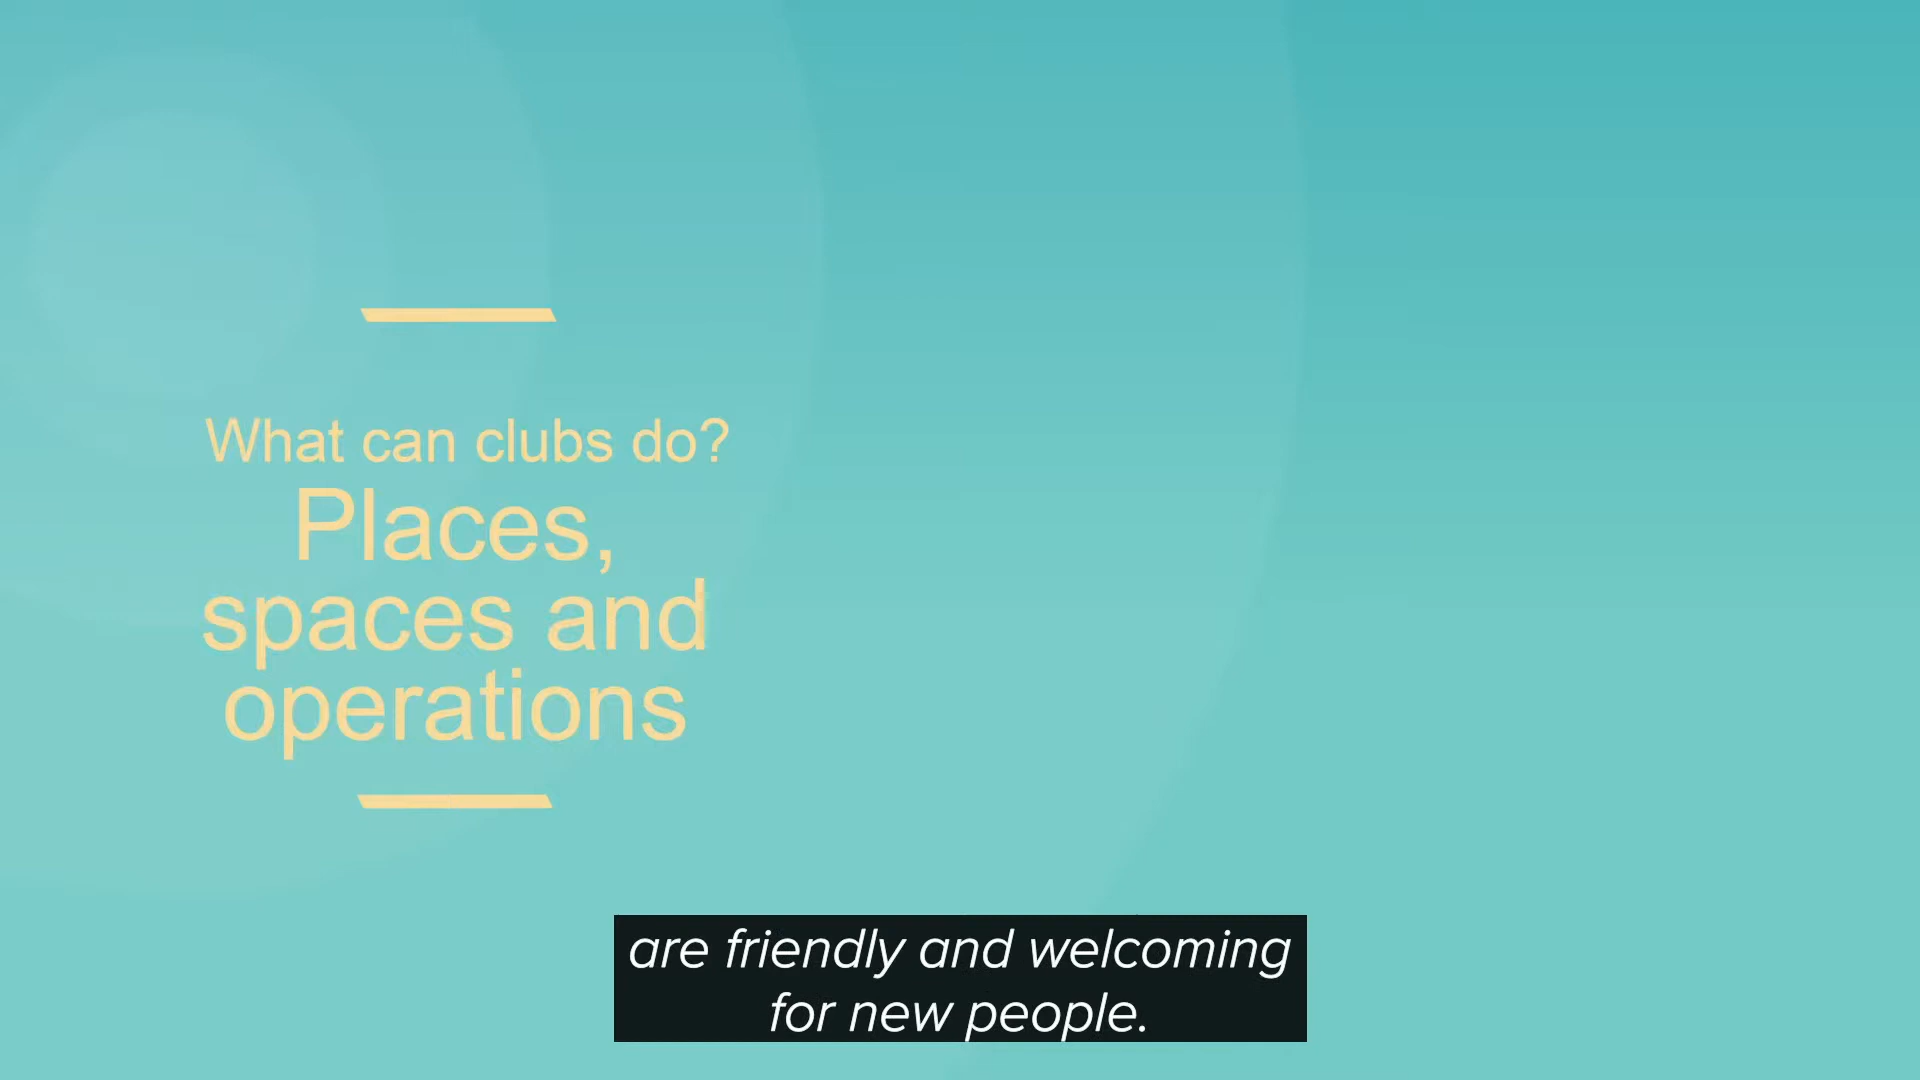 What can clubs do?
Places,
spaces and
operations
are friendly and welcoming
for new people.